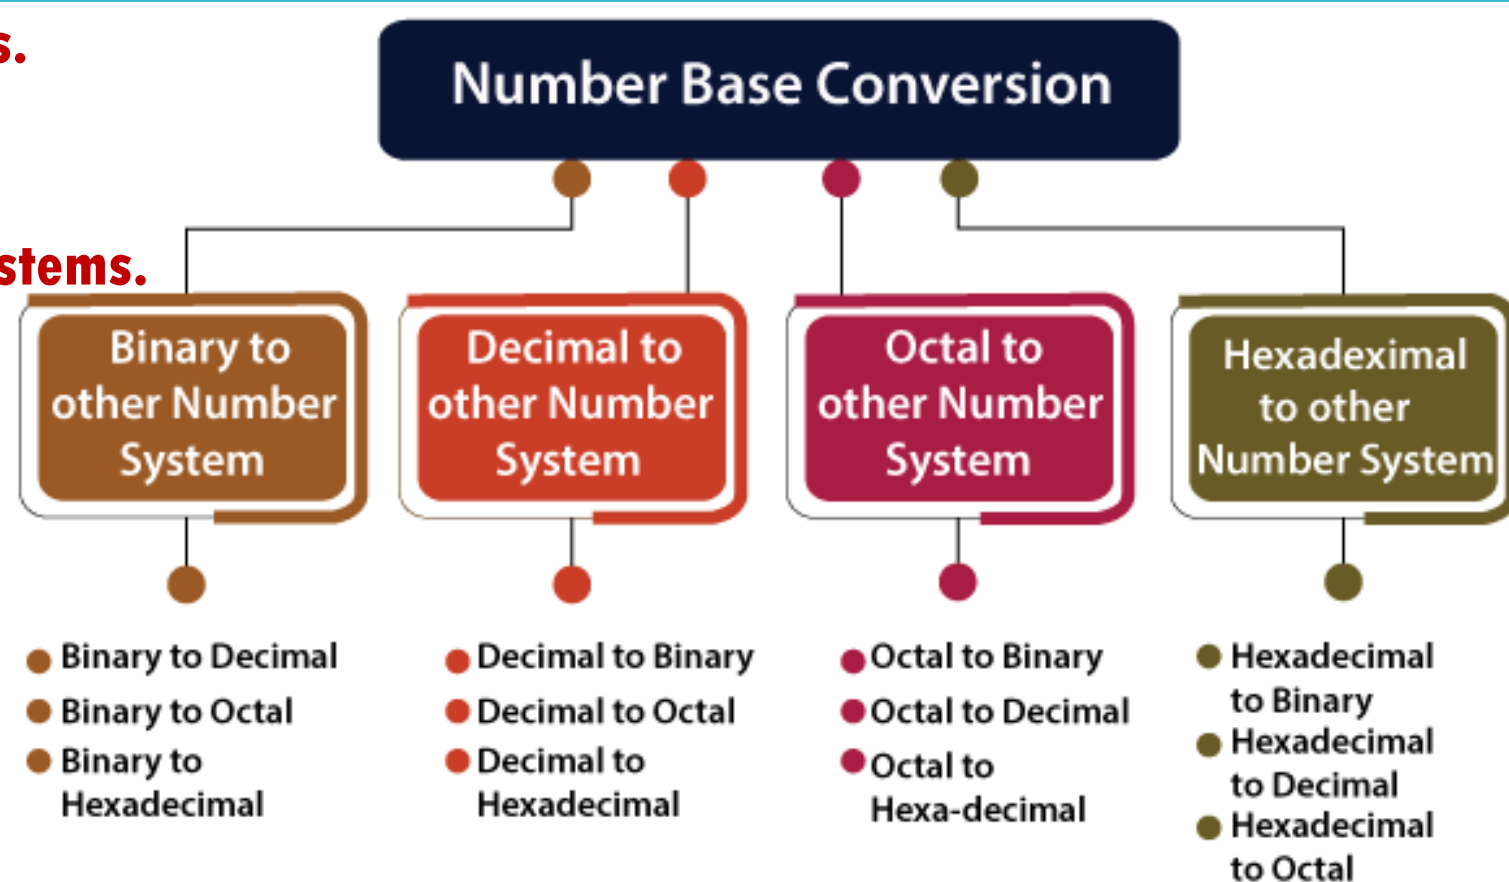 s.
Number Base Conversion
stems.
Binary to
other Number
System
Decimal to
other Number
System
Octal to
other Number
System
Hexadeximal
to other
Number System
Binary to Decimal
Binary to Octal
Binary to
Hexadecimal
Decimal to Binary
Decimal to Octal
Decimal to
Hexadecimal
Octal to Binary
Octal to Decimal
Octal to
Hexa-decimal
Hexadecimal
to Binary
Hexadecimal
to Decimal
Hexadecimal
to Octal